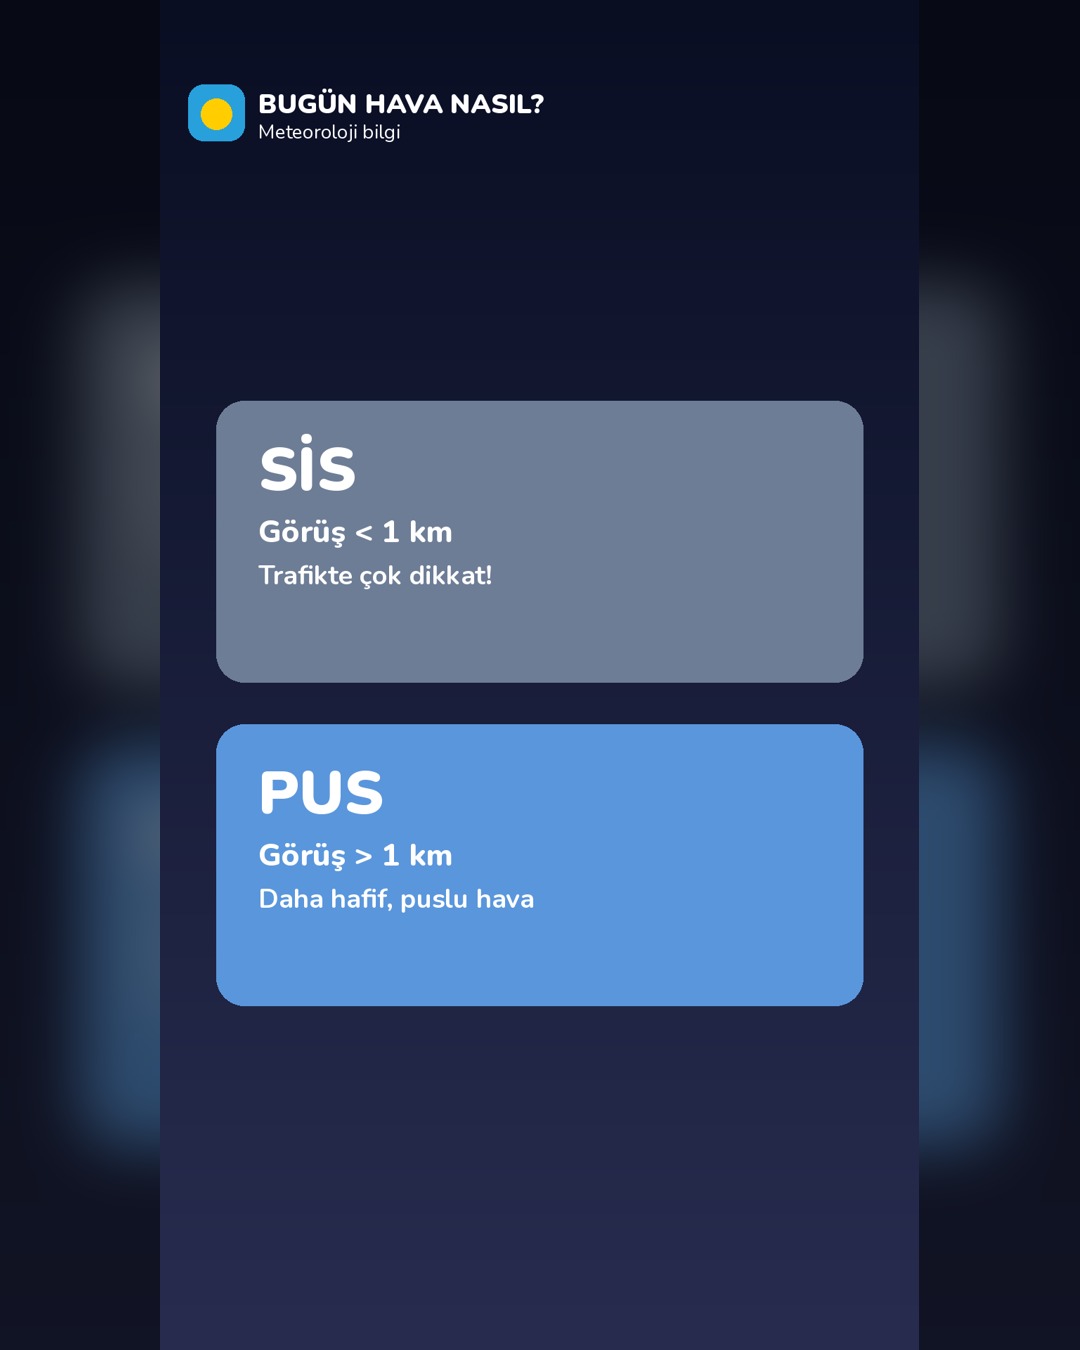 BUGÜN HAVA NASIL?
Meteoroloji bilgi
SİS
Görüş < 1 km
Trafikte çok dikkat!
PUS
Görüş > 1 km
Daha hafif, puslu hava